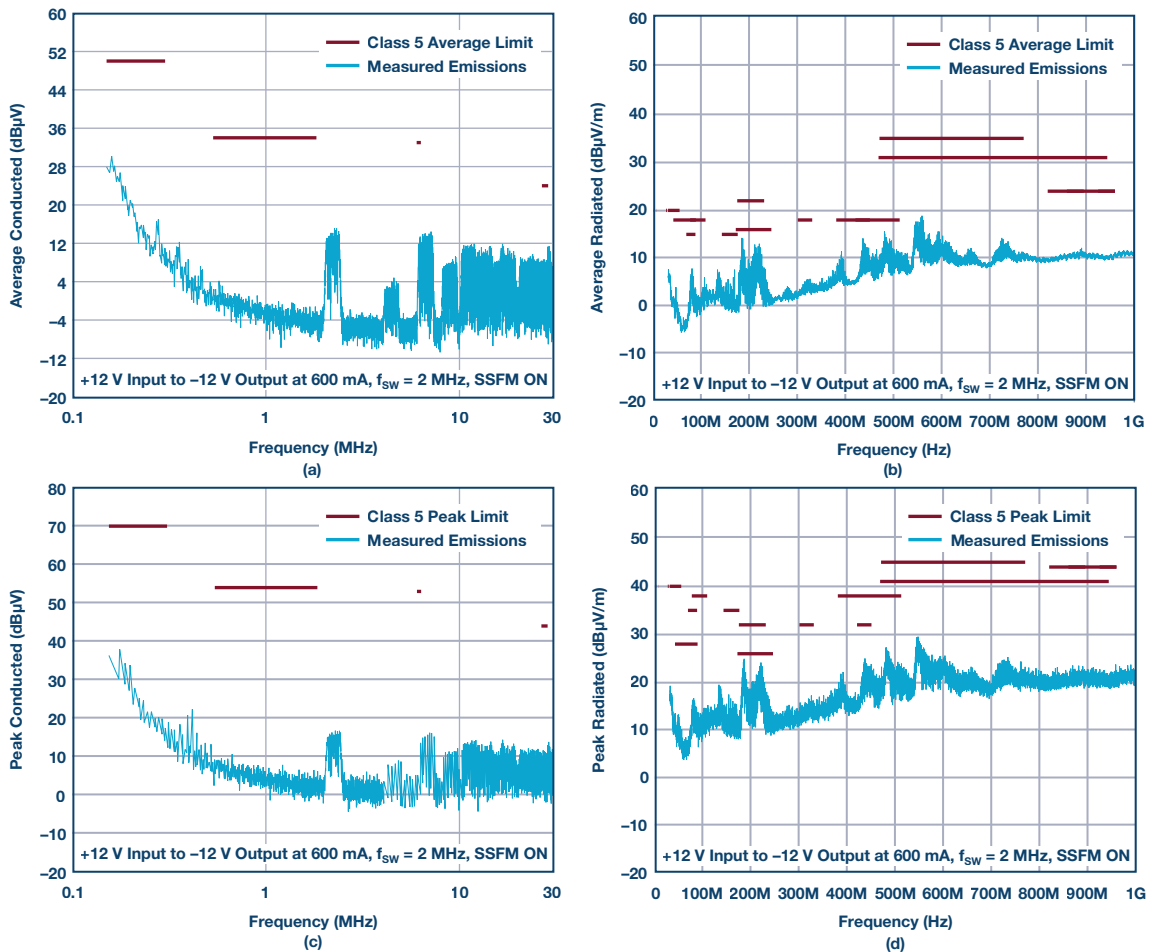 60
52
44
36
28
20
12
4
−4
−12
−20
Average Conducted (dBµV)
Class 5 Average Limit
Measured Emissions
+12 V Input to −12 V Output at 600 mA, fSW = 2 MHz, SSFM ON
0.1
1
10
30
Frequency (MHz)
(a)
60
50
40
30
20
10
0
−10
−20
Average Radiated (dBµV/m)
Class 5 Average Limit
Measured Emissions
+12 V Input to −12 V Output at 600 mA, fSW = 2 MHz, SSFM ON
0
100M
200M
300M
400M
500M
600M
700M
800M
900M
1G
Frequency (Hz)
(b)
80
70
60
50
40
30
20
10
0
−10
−20
Peak Conducted (dBµV)
Class 5 Peak Limit
Measured Emissions
+12 V Input to −12 V Output at 600 mA, fSW = 2 MHz, SSFM ON
0.1
1
10
30
Frequency (MHz)
(c)
60
50
40
30
20
10
0
−10
−20
Peak Radiated (dBµV/m)
Class 5 Peak Limit
Measured Emissions
+12 V Input to −12 V Output at 600 mA, fSW = 2 MHz, SSFM ON
0
100M
200M
300M
400M
500M
600M
700M
800M
900M
1G
Frequency (Hz)
(d)